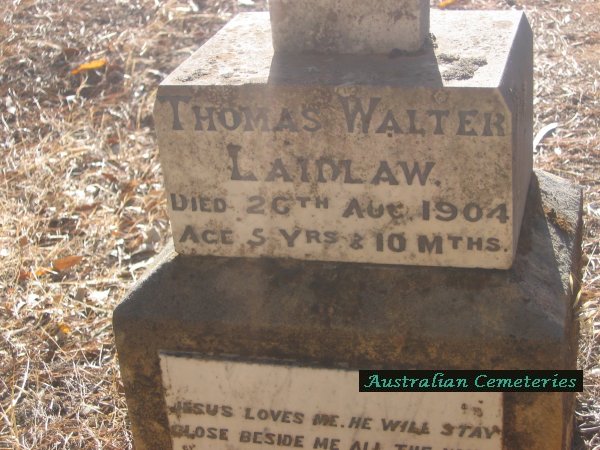 THOMAS WALTER
LAIDLAW.
DIED 26TH AUG. 1904
AGE 5 YRS & 10 MTHS.
Australian Cemeteries
JESUS LOVES ME. HE WILL STAY
CLOSE BESIDE ME ALL THE